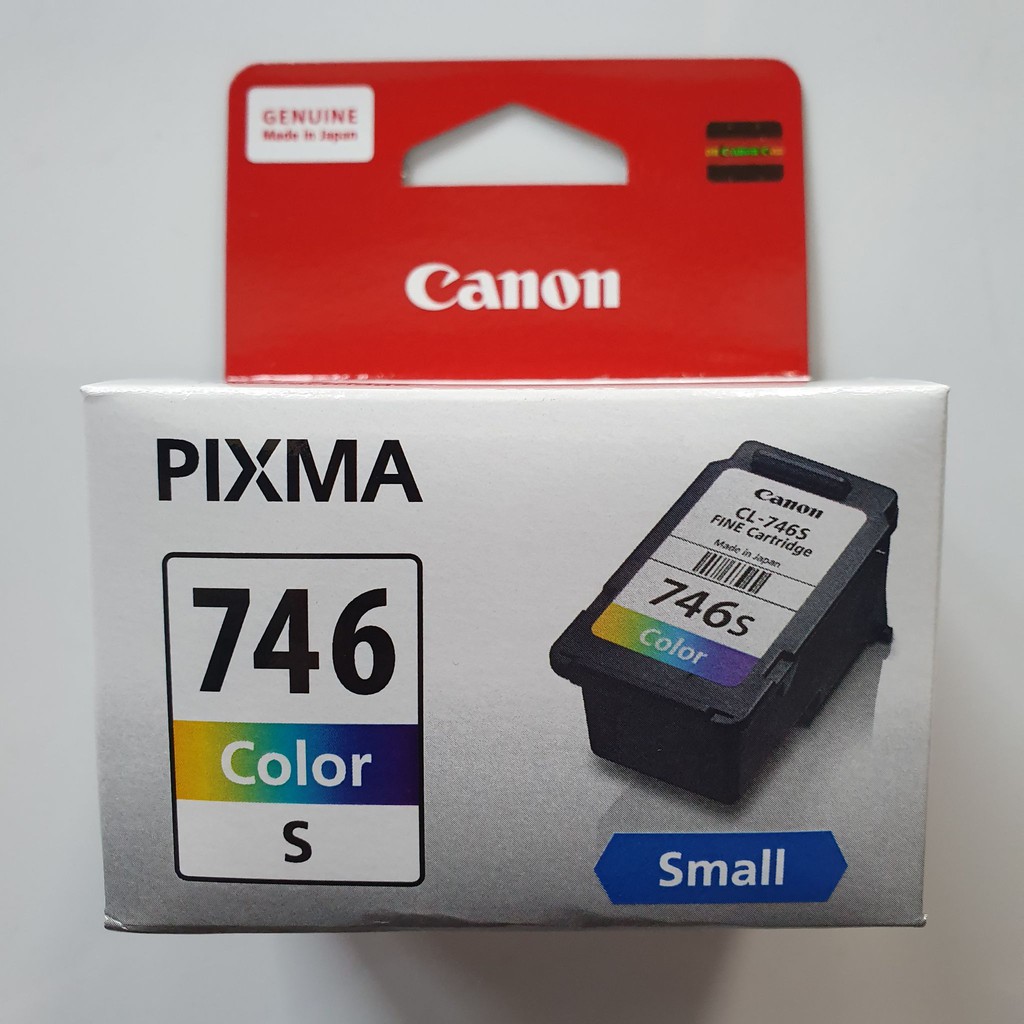 GENUINE
Made in Japan
Canon
PIXMA
746
Color
S
Canon
CL-746S
FINE Cartridge
Made in Japan
746s
Color
Small